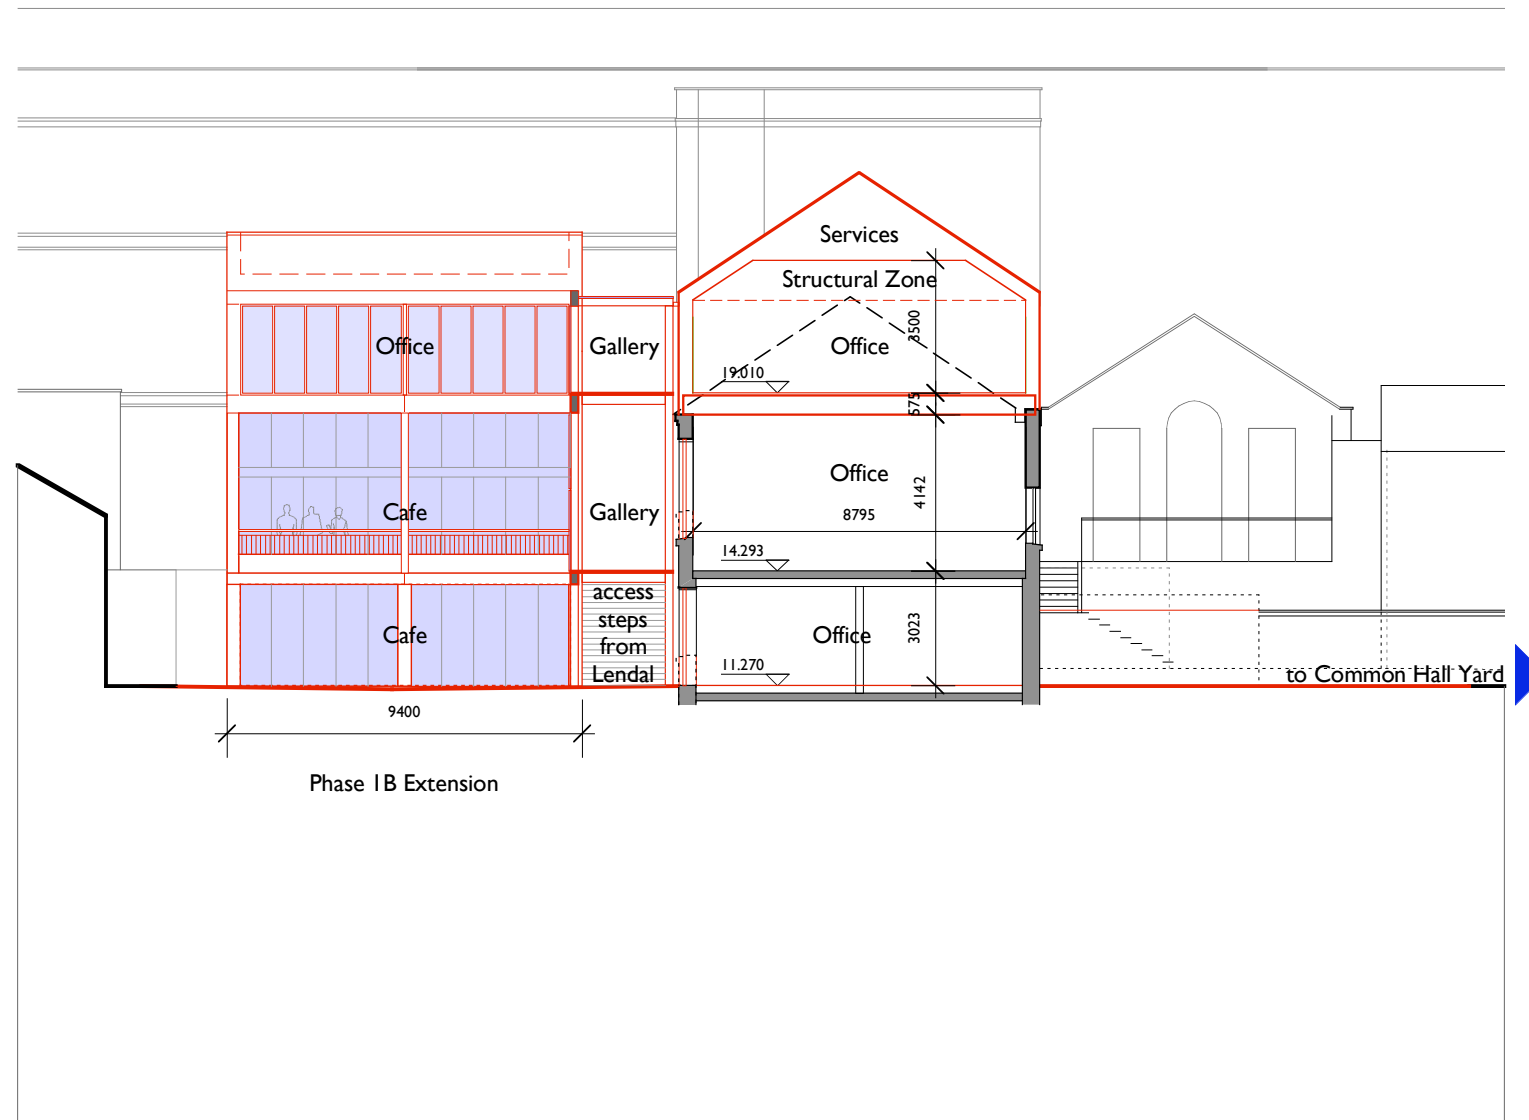 Services
Structural Zone
3500
Office
Gallery
Office
19.010
575
Office
4142
Cafe
Gallery
8795
14.293
access
steps
from
Lendal
Cafe
Office
3023
11.270
to Common Hall Yard
9400
Phase 1B Extension